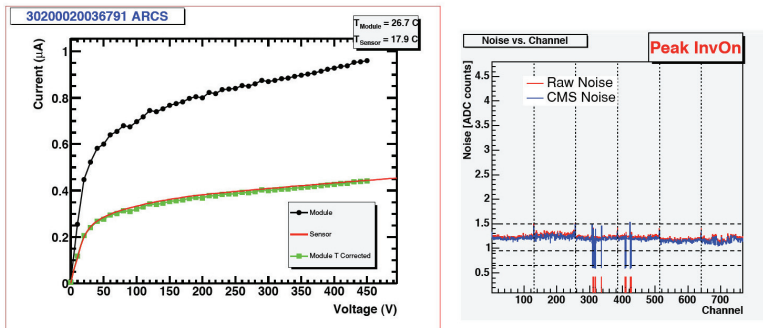 30200020036791 ARCS
T Module = 26.7 C
T Sensor = 17.9 C
Current (µA)
1
0.8
0.6
0.4
0.2
0
0 50 100 150 200 250 300 350 400 450
Voltage (V)
Module
Sensor
Module T Corrected
Noise vs. Channel
Peak InvOn
Noise [ADC counts]
4.5
4
3.5
3
2.5
2
1.5
1
0.5
Raw Noise
CMS Noise
100 200 300 400 500 600 700
Channel